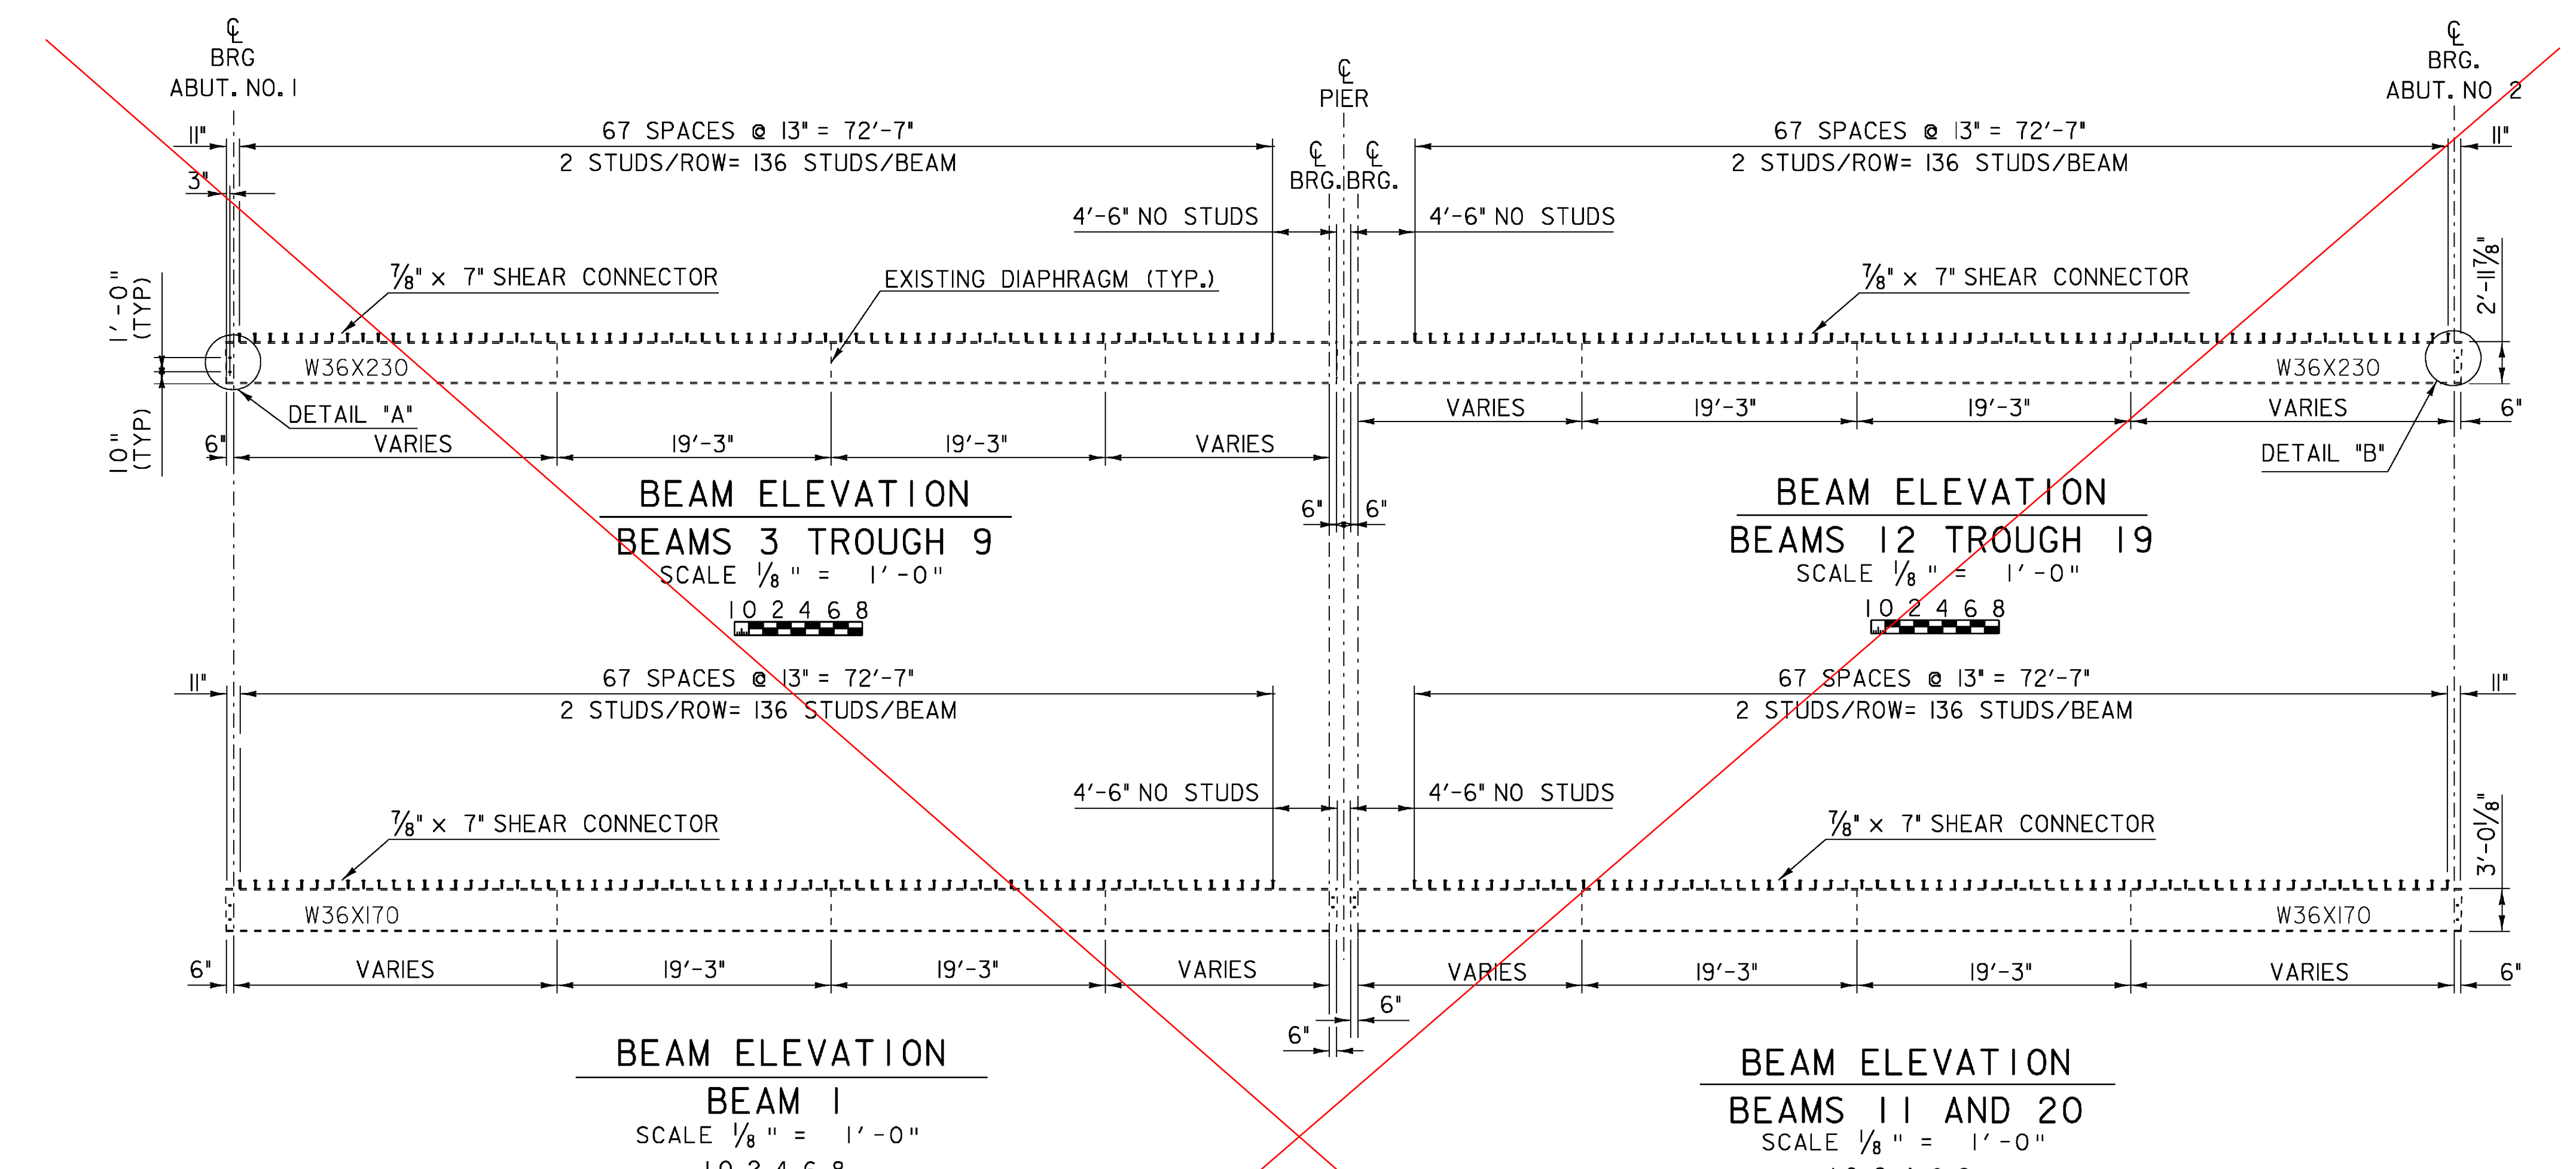 ℄
BRG
ABUT. NO. 1
℄
PIER
℄
BRG.
ABUT. NO 2
11"
67 SPACES @ 13" = 72'-7"
2 STUDS/ROW= 136 STUDS/BEAM
3"
℄ ℄
BRG. BRG.
67 SPACES @ 13" = 72'-7"
2 STUDS/ROW= 136 STUDS/BEAM
11"
4'-6" NO STUDS
4'-6" NO STUDS
1'-0"
(TYP)
7/8" x 7" SHEAR CONNECTOR
EXISTING DIAPHRAGM (TYP.)
7/8" x 7" SHEAR CONNECTOR
2'-11 7/8"
W36X230
W36X230
10"
(TYP)
DETAIL "A"
6"
VARIES
19'-3"
19'-3"
VARIES
VARIES
19'-3"
19'-3"
VARIES
6"
DETAIL "B"
6"
6"
BEAM ELEVATION
BEAMS 3 TROUGH 9
SCALE 1/8 " = 1'-0"
1 0 2 4 6 8
BEAM ELEVATION
BEAMS 12 TROUGH 19
SCALE 1/8 " = 1'-0"
1 0 2 4 6 8
11"
67 SPACES @ 13" = 72'-7"
2 STUDS/ROW= 136 STUDS/BEAM
67 SPACES @ 13" = 72'-7"
2 STUDS/ROW= 136 STUDS/BEAM
11"
4'-6" NO STUDS
4'-6" NO STUDS
7/8" x 7" SHEAR CONNECTOR
7/8" x 7" SHEAR CONNECTOR
3'-0 1/8"
W36X170
W36X170
6"
VARIES
19'-3"
19'-3"
VARIES
VARIES
19'-3"
19'-3"
VARIES
6"
6"
6"
BEAM ELEVATION
BEAM 1
SCALE 1/8 " = 1'-0"
1 0 2 4 6 8
BEAM ELEVATION
BEAMS 11 AND 20
SCALE 1/8 " = 1'-0"